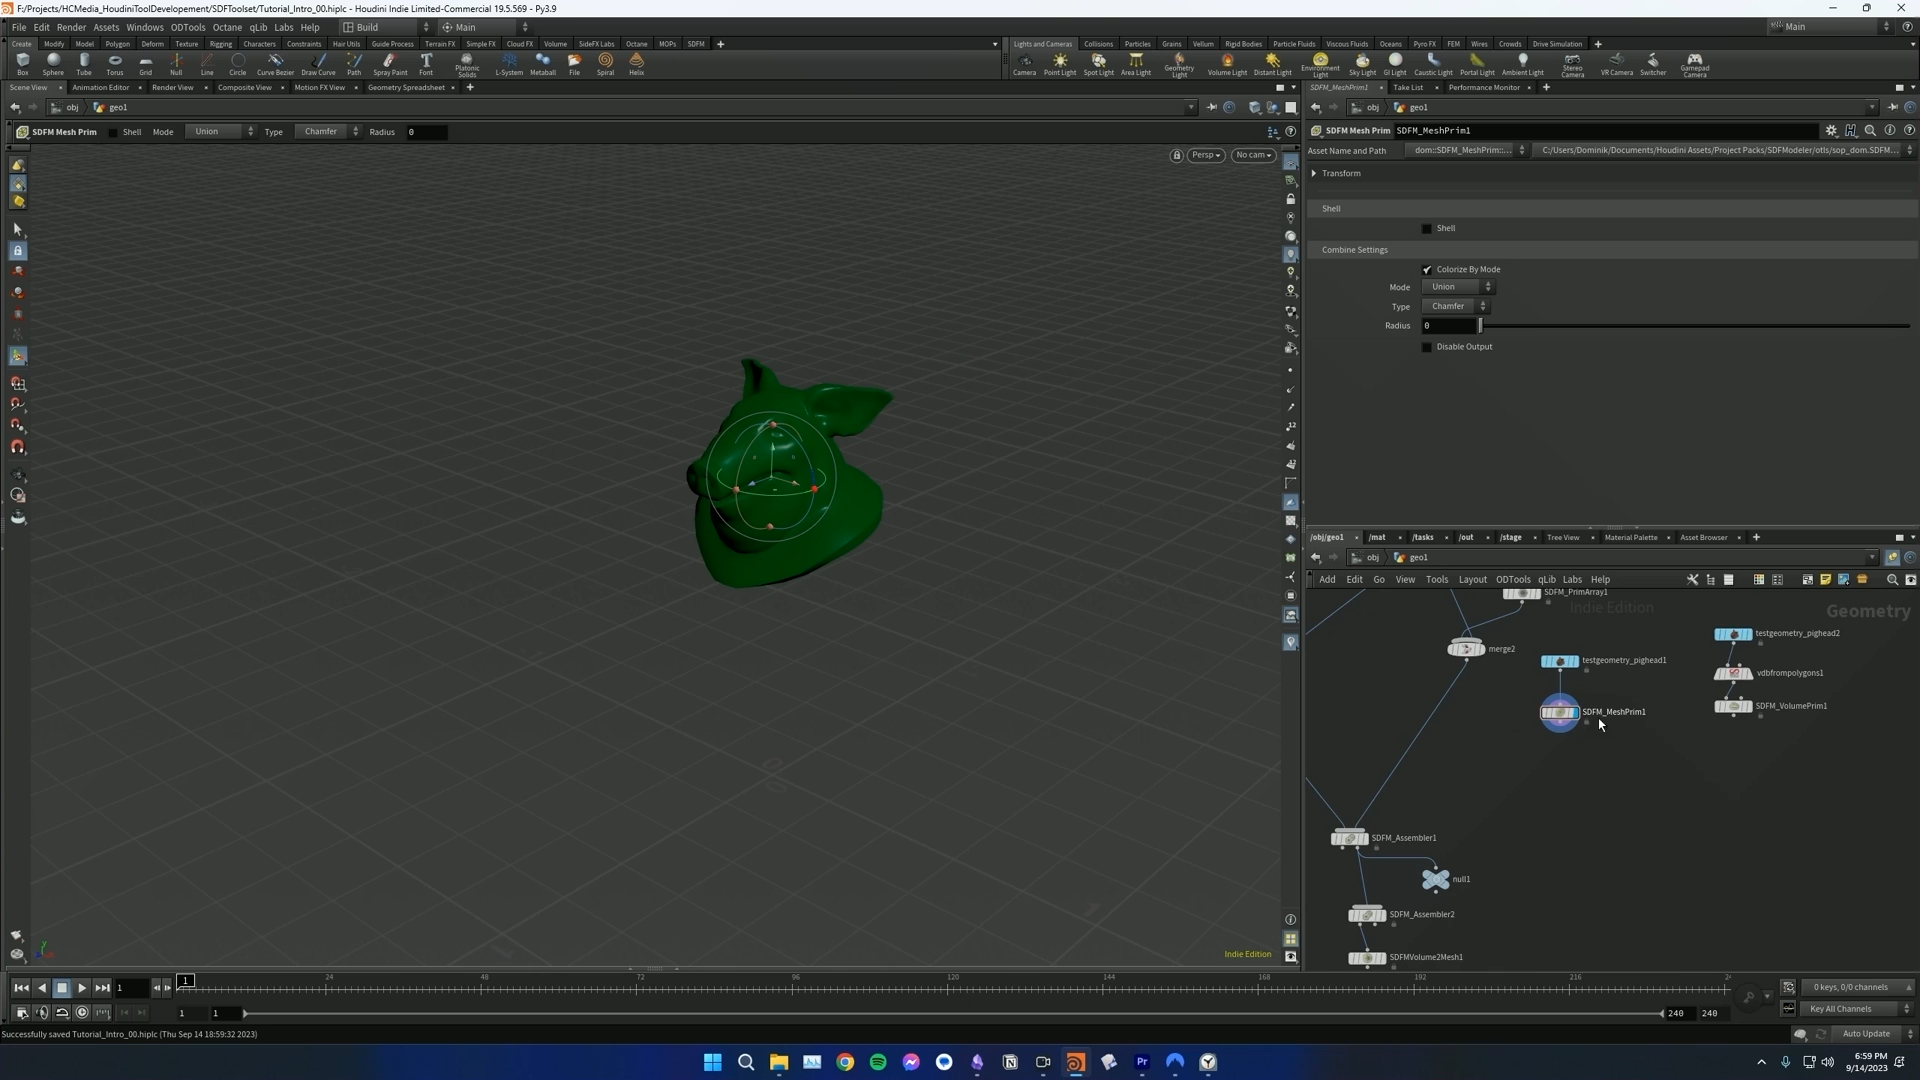 F:/Projects/HCMedia_HoudiniToolDevelopement/SDFToolset/Tutorial_Intro_00.hiplc - Houdini Indie Limited-Commercial 19.5.569 - Py3.9
File Edit Render Assets Windows ODTools Octane qLib Labs Help Build Main Main
Create Modify Model Polygon Deform Texture Rigging Characters Constraints Hair Utils Guide Process Terrain FX Simple FX Cloud FX Volume SideFX Labs Octane MOPs SDFM
Lights and Cameras Collisions Particles Grains Vellum Rigid Bodies Particle Fluids Viscous Fluids Oceans Pyro FX FEM Wires Crowds Drive Simulation
Box Sphere Tube Torus Grid Null Line Circle Curve Bezier Draw Curve Path Spray Paint Font Platonic Solids L-System Metaball File Spiral Helix
Camera Point Light Spot Light Area Light Geometry Light Volume Light Distant Light Environment Light Sky Light GI Light Caustic Light Portal Light Ambient Light Stereo Camera VR Camera Switcher Gamepad Camera
Scene View Animation Editor Render View Composite View Motion FX View Geometry Spreadsheet
SDFM_MeshPrim1 Take List Performance Monitor
obj geo1
obj geo1
SDFM Mesh Prim Shell Mode Union Type Chamfer Radius 0
SDFM Mesh Prim SDFM_MeshPrim1
Asset Name and Path dom::SDFM_MeshPrim::... C:/Users/Dominik/Documents/Houdini Assets/Project Packs/SDFModeler/otls/sop_dom.SDFM...
Persp No cam
Transform
Shell
Shell
Combine Settings
Colorize By Mode
Mode Union
Type Chamfer
Radius 0
Disable Output
/obj/geo1 /mat /tasks /out /stage Tree View Material Palette Asset Browser
obj geo1
Add Edit Go View Tools Layout ODTools qLib Labs Help
SDFM_PrimArray1
Indie Edition
Geometry
testgeometry_pighead2
merge2
testgeometry_pighead1
vdbfrompolygons1
SDFM_VolumePrim1
SDFM_MeshPrim1
SDFM_Assembler1
null1
SDFM_Assembler2
SDFMVolume2Mesh1
Indie Edition
1 1 24 48 72 96 120 144 168 192 216
0 keys, 0/0 channels
1 1 240 240
Key All Channels
Successfully saved Tutorial_Intro_00.hiplc (Thu Sep 14 18:59:32 2023)
Auto Update
6:59 PM
9/14/2023